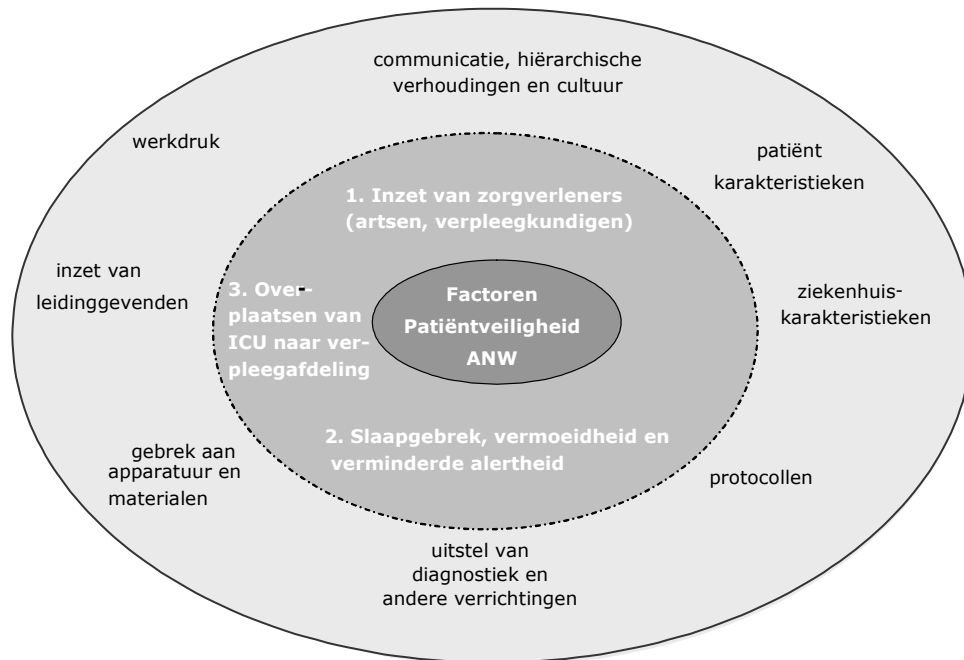 communicatie, hiërarchische
verhoudingen en cultuur
werkdruk
patiënt
karakteristieken
1. Inzet van zorgverleners
(artsen, verpleegkundigen)
inzet van
leidinggevenden
3. Over-
plaatsen van
ICU naar ver-
pleegafdeling
Factoren
Patiëntveiligheid
ANW
ziekenhuis-
karakteristieken
2. Slaapgebrek, vermoeidheid en
verminderde alertheid
gebrek aan
apparatuur en
materialen
protocollen
uitstel van
diagnostiek en
andere verrichtingen